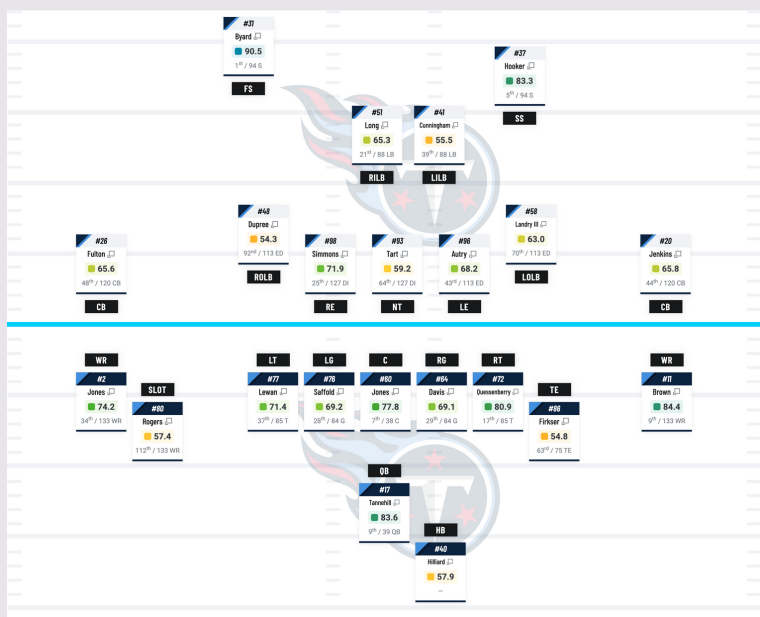 #31
Byard
90.5
1st / 94 S
FS
#37
Hooker
83.3
5th / 94 S
SS
#51
Long
65.3
21st / 88 LB
RILB
#41
Cunningham
55.5
39th / 88 LB
LILB
#48
Dupree
54.3
92nd / 113 ED
ROLB
#58
Landry III
63.0
70th / 113 ED
LOLB
#26
Fulton
65.6
48th / 120 CB
CB
#98
Simmons
71.9
25th / 127 DI
RE
#93
Tart
59.2
64th / 127 DI
NT
#96
Autry
68.2
43rd / 113 ED
LE
#20
Jenkins
65.8
44th / 120 CB
CB
WR
#2
Jones
74.2
34th / 133 WR
SLOT
#80
Rogers
57.4
112th / 133 WR
LT
#77
Lewan
71.4
37th / 85 T
LG
#76
Saffold
69.2
28th / 84 G
C
#60
Jones
77.8
7th / 38 C
RG
#64
Davis
69.1
29th / 84 G
RT
#72
Quessenberry
80.9
17th / 85 T
TE
#86
Firkser
54.8
63rd / 75 TE
WR
#11
Brown
84.4
9th / 133 WR
QB
#17
Tannehill
83.6
9th / 39 QB
HB
#40
Hilliard
57.9
–